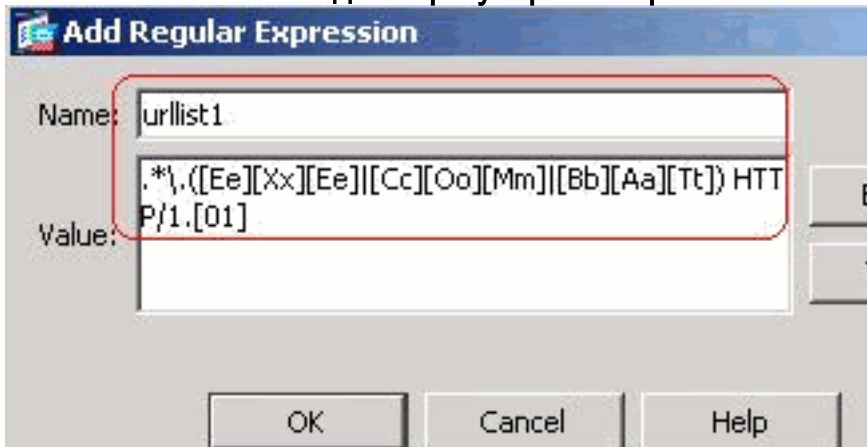 Add Regular Expression
Name: urllist1
Value: .*\.([Ee][Xx][Ee]|[Cc][Oo][Mm]|[Bb][Aa][Tt]) HTT
P/1.[01]
OK Cancel Help